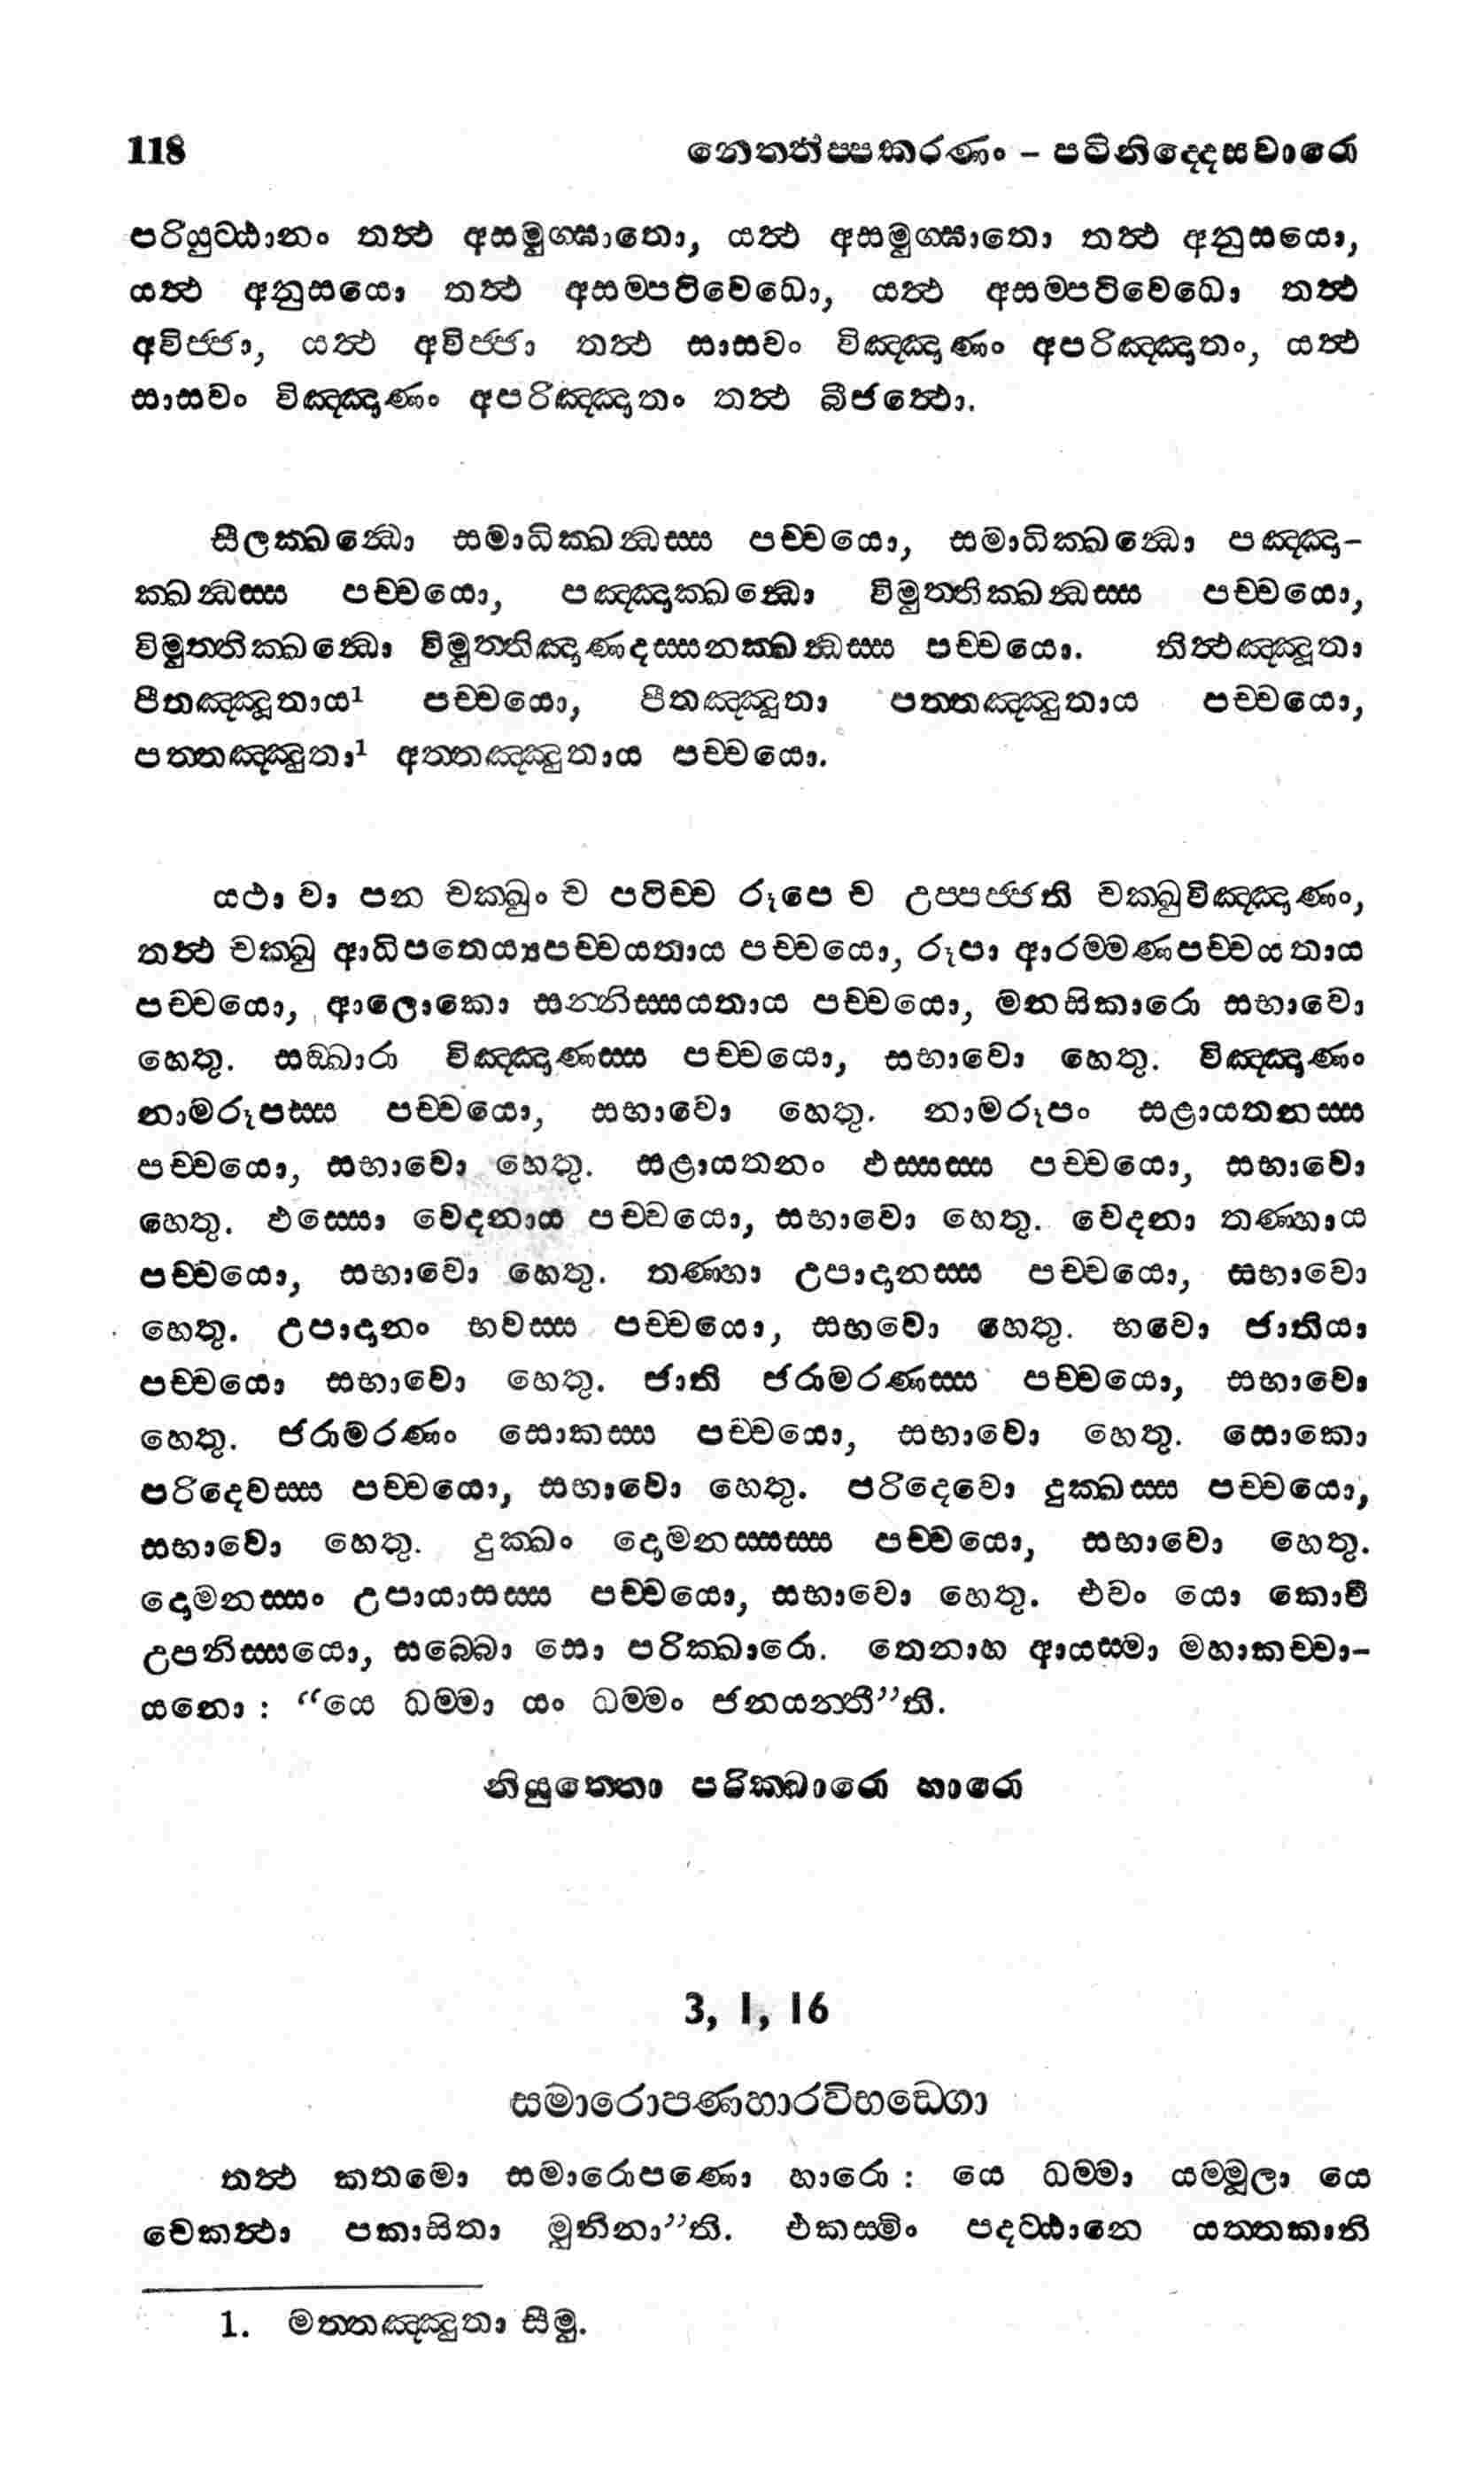 118 නෙත්තිප්පකරණං – පටිනිද්දෙසවාරො
පරියුට්ඨානං තත්ථ අසමුග්ඝාතො, යත්ථ අසමුග්ඝාතො තත්ථ අනුසයො,
යත්ථ අනුසයො තත්ථ අසම්පටිවෙධො, යත්ථ අසම්පටිවෙධො තත්ථ
අවිජ්ජා, යත්ථ අවිජ්ජා තත්ථ සාසවං විඤ්ඤාණං අපරිඤ්ඤාතං, යත්ථ
සාසවං විඤ්ඤාණං අපරිඤ්ඤාතං තත්ථ බීජත්ථො.
සීලක්ඛන්ධො සමාධික්ඛන්ධස්ස පච්චයො, සමාධික්ඛන්ධො පඤ්ඤා-
ක්ඛන්ධස්ස පච්චයො, පඤ්ඤාක්ඛන්ධො විමුත්තික්ඛන්ධස්ස පච්චයො,
විමුත්තික්ඛන්ධො විමුත්තිඤාණදස්සනක්ඛන්ධස්ස පච්චයො. තිත්ථඤ්ඤූතා
පීතඤ්ඤූතාය1 පච්චයො, පීතඤ්ඤුතා පත්තඤ්ඤුතාය පච්චයො,
පත්තඤ්ඤුතා1 අත්තඤ්ඤුතාය පච්චයො.
යථා වා පන චක්ඛුං ච පටිච්ච රූපෙ ච උප්පජ්ජති චක්ඛුවිඤ්ඤාණං,
තත්ථ චක්ඛු ආධිපතෙය්‍යපච්චයතාය පච්චයො, රූපා ආරම්මණපච්චයතාය
පච්චයො, ආලොකො සන්නිස්සයතාය පච්චයො, මනසිකාරො සභාවො
හෙතු. සඞ්ඛාරා විඤ්ඤාණස්ස පච්චයො, සභාවො හෙතු. විඤ්ඤාණං
නාමරූපස්ස පච්චයො, සභාවො හෙතු. නාමරූපං සළායතනස්ස
පච්චයො, සභාවො හෙතු. සළායතනං ඵස්සස්ස පච්චයො, සභාවො
හෙතු. ඵස්සො වෙදනාය පච්චයො, සභාවො හෙතු. වෙදනා තණ්හාය
පච්චයො, සභාවො හෙතු. තණ්හා උපාදානස්ස පච්චයො, සභාවො
හෙතු. උපාදානං භවස්ස පච්චයො, සභවො හෙතු. භවො ජාතියා
පච්චයො සභාවො හෙතු. ජාති ජරාමරණස්ස පච්චයො, සභාවො
හෙතු. ජරාමරණං සොකස්ස පච්චයො, සභාවො හෙතු. සොකො
පරිදෙවස්ස පච්චයො, සභාවො හෙතු. පරිදෙවො දුක්ඛස්ස පච්චයො,
සභාවො හෙතු. දුක්ඛං දොමනස්සස්ස පච්චයො, සභාවො හෙතු.
දොමනස්සං උපායාසස්ස පච්චයො, සභාවො හෙතු. එවං යො කොචි
උපනිස්සයො, සබ්බො සො පරික්ඛාරො. තෙනාහ ආයස්මා මහාකච්චා-
යනො : “යෙ ධම්මා යං ධම්මං ජනයන්තී”ති.
නියුත්තො පරික්ඛාරො හාරො
3, 1, 16
සමාරොපණහාරවිභඞ්ගො
තත්ථ කතමො සමාරොපණො හාරො : යෙ ධම්මා යම්මූලා යෙ
චෙකත්ථා පකාසිතා මුනිනා”ති. එකස්මිං පදට්ඨානෙ යත්තකානි
1. මත්තඤ්ඤුතා සීමු.